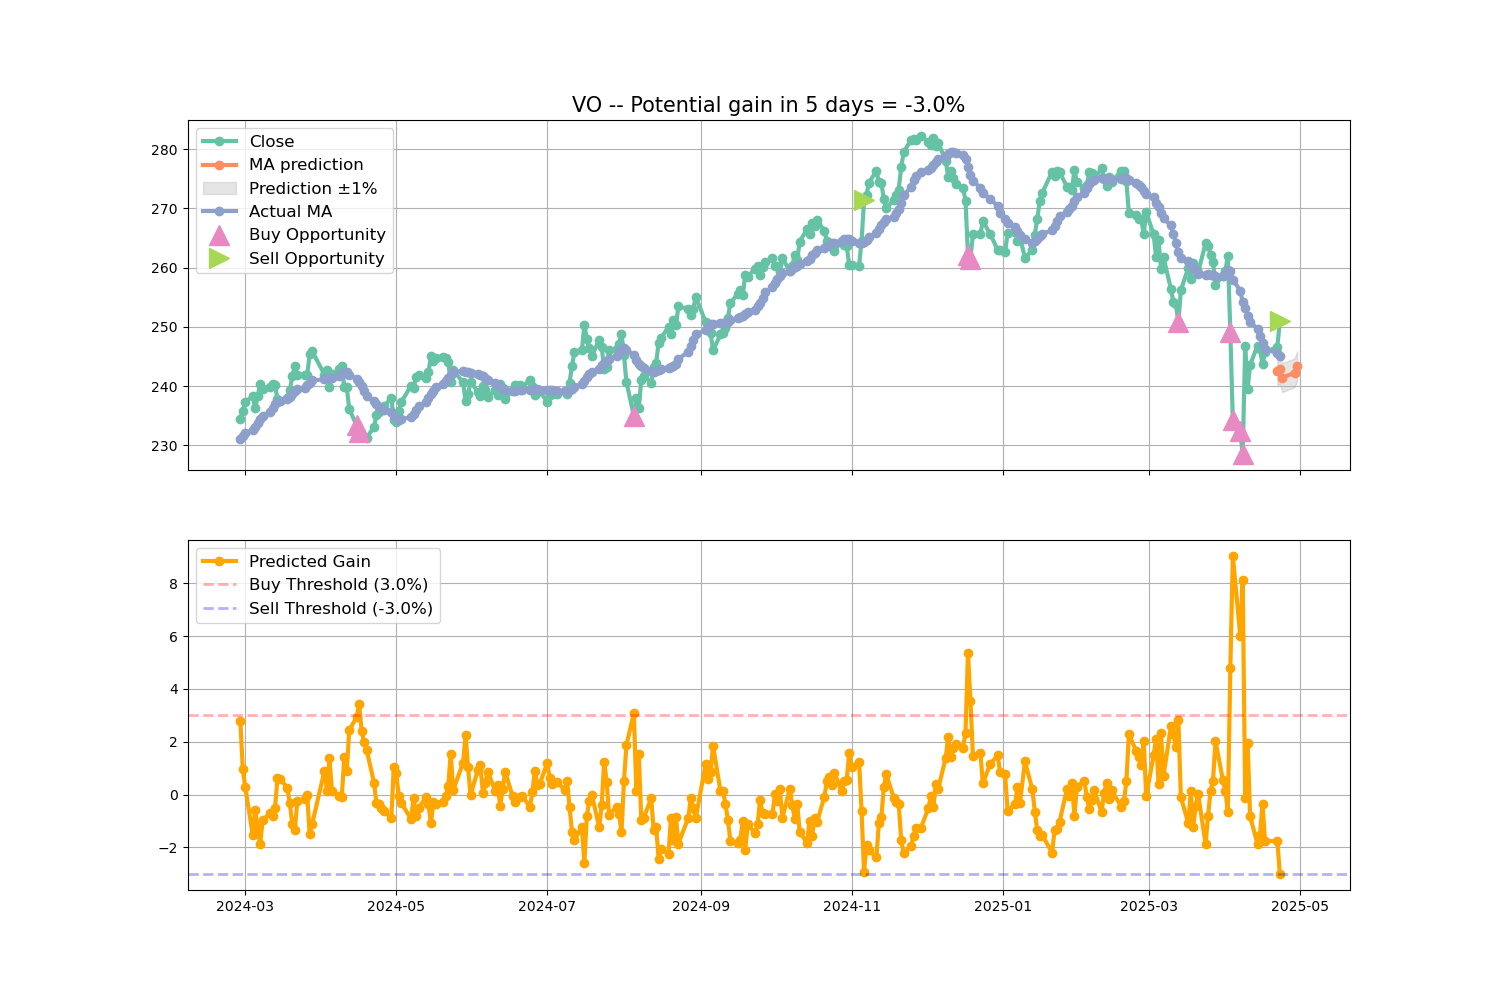 VO -- Potential gain in 5 days = -3.0%
Close
MA prediction
Prediction ±1%
Actual MA
Buy Opportunity
Sell Opportunity
280
270
260
250
240
230
Predicted Gain
Buy Threshold (3.0%)
Sell Threshold (-3.0%)
8
6
4
2
0
−2
2024-03 2024-05 2024-07 2024-09 2024-11 2025-01 2025-03 2025-05